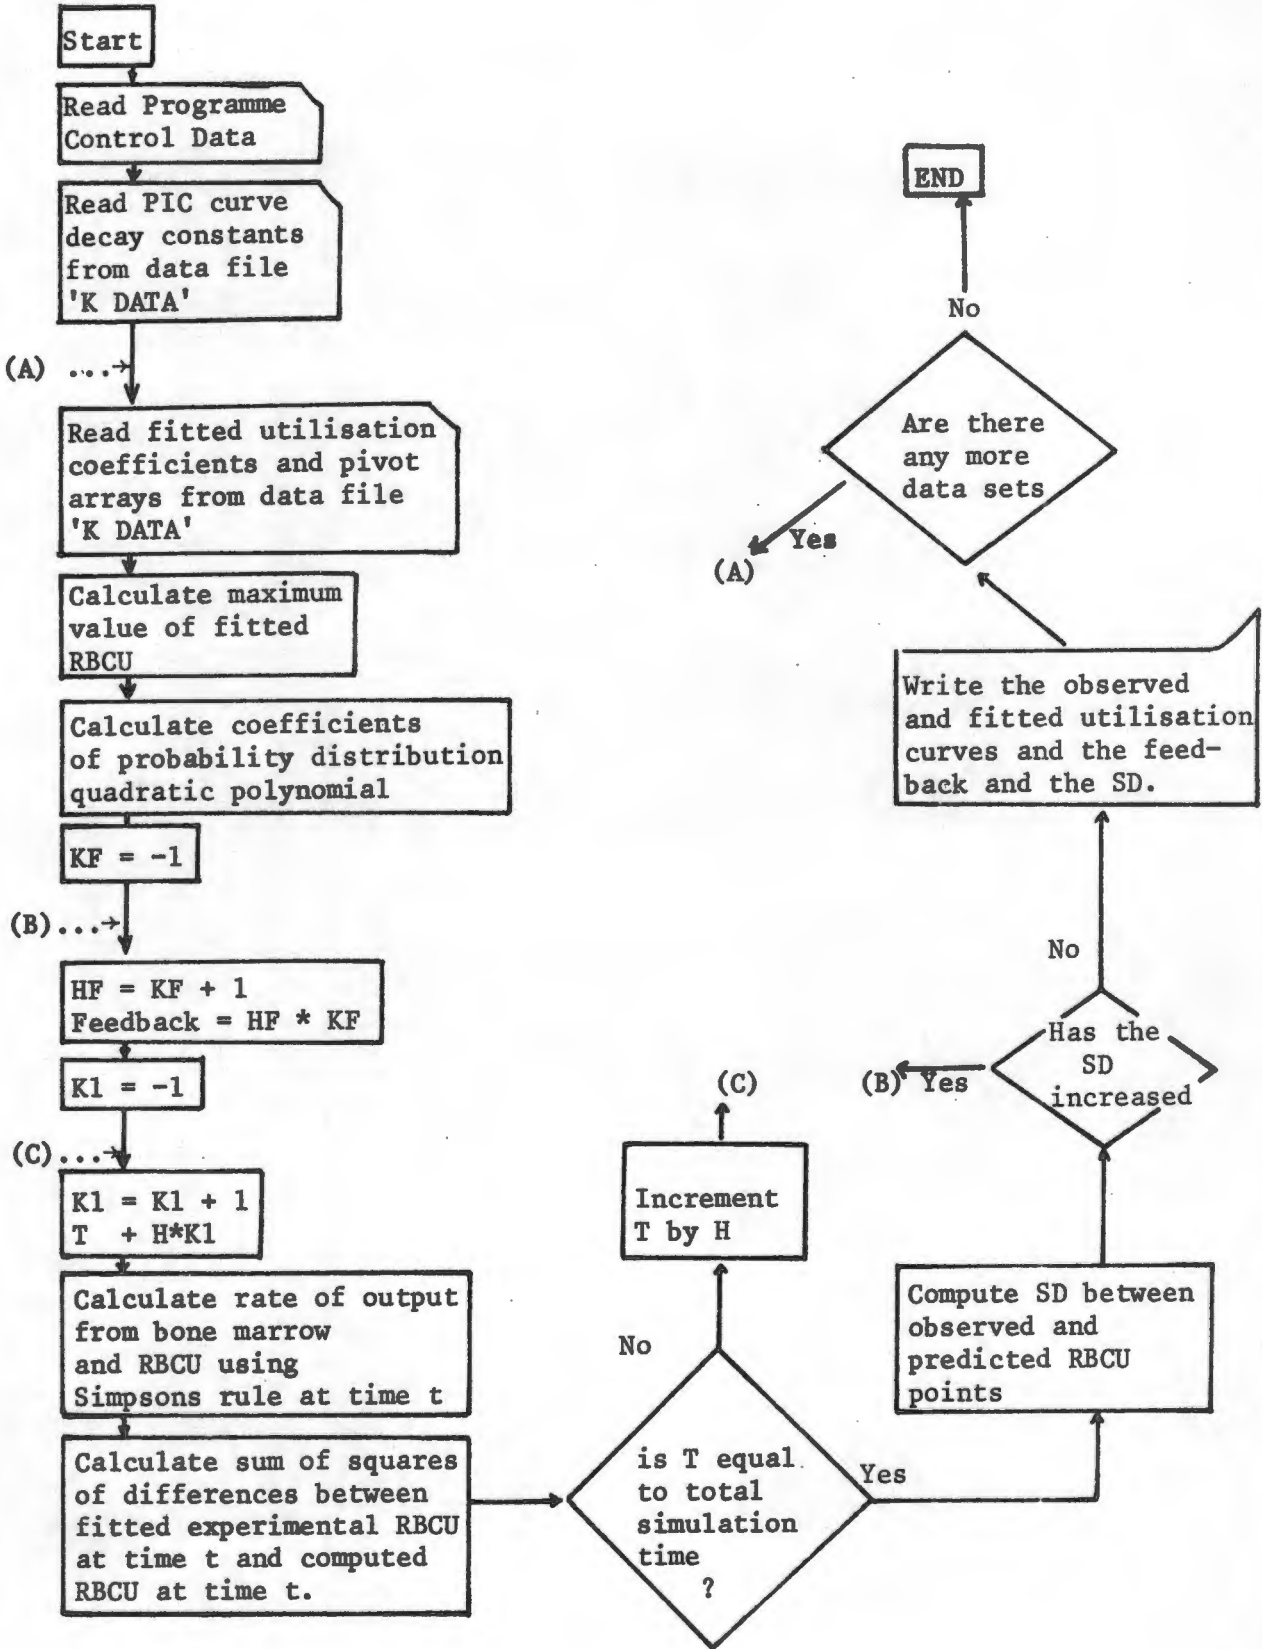 Start
Read Programme
Control Data
Read PIC curve
decay constants
from data file
'K DATA'
(A) ...
Read fitted utilisation
coefficients and pivot
arrays from data file
'K DATA'
Calculate maximum
value of fitted
RBCU
Calculate coefficients
of probability distribution
quadratic polynomial
KF = -1
(B)...
HF = KF + 1
Feedback = HF * KF
K1 = -1
(C)...
K1 = K1 + 1
T + H*K1
Calculate rate of output
from bone marrow
and RBCU using
Simpsons rule at time t
Calculate sum of squares
of differences between
fitted experimental RBCU
at time t and computed
RBCU at time t.
is T equal
to total
simulation
time
?
No
Increment
T by H
(C)
Yes
Compute SD between
observed and
predicted RBCU
points
Has the
SD
increased
(B) Yes
No
Write the observed
and fitted utilisation
curves and the feed-
back and the SD.
Are there
any more
data sets
Yes
(A)
No
END